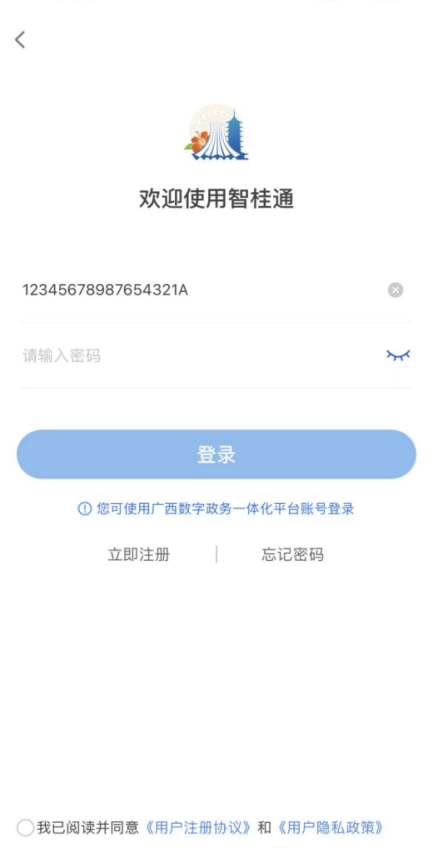 欢迎使用智桂通
12345678987654321A
请输入密码
登录
您可使用广西数字政务一体化平台账号登录
立即注册 | 忘记密码
我已阅读并同意《用户注册协议》和《用户隐私政策》